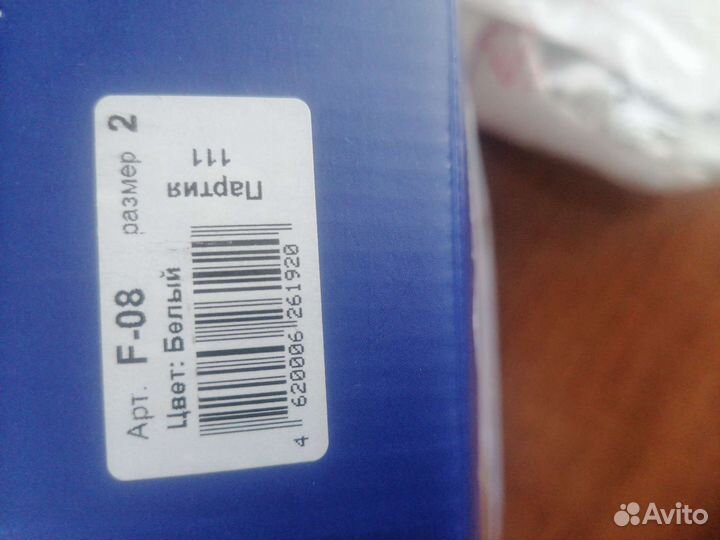 Арт. F-08 размер 2
Цвет: Белый
4 620006 261920
Партия
111
Avito